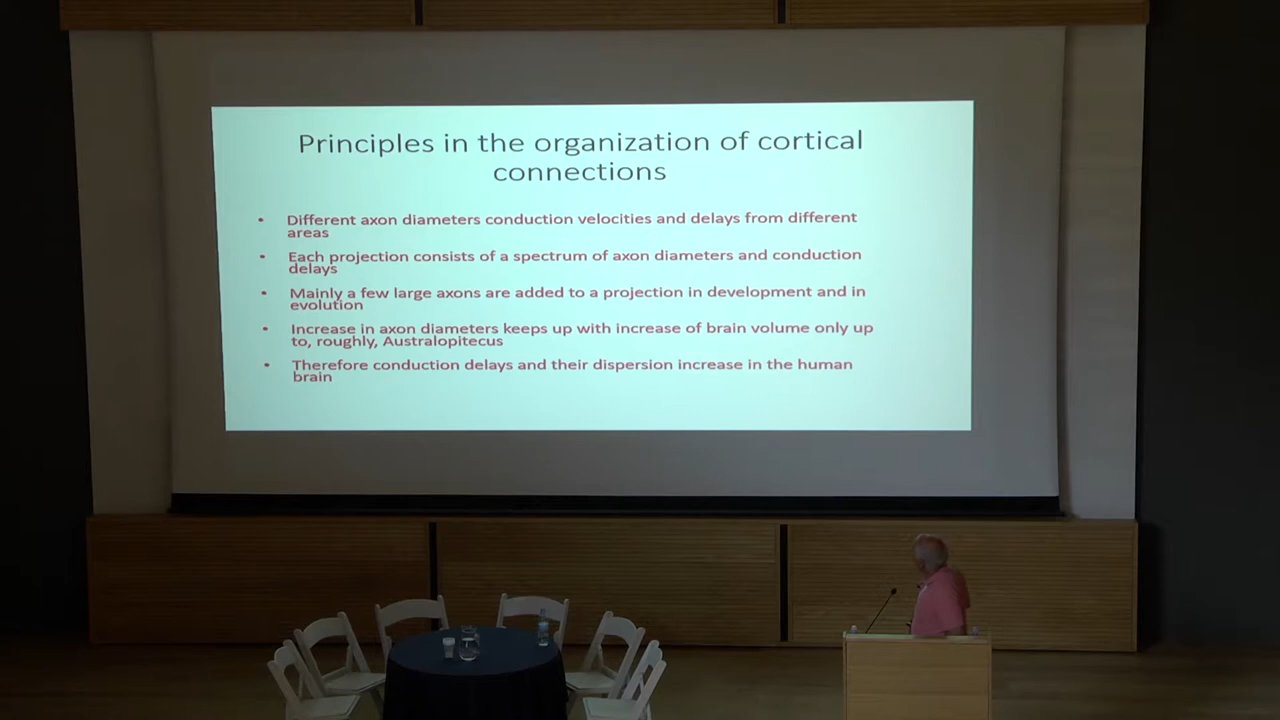 Principles in the organization of cortical
connections
• Different axon diameters conduction velocities and delays from different
areas
• Each projection consists of a spectrum of axon diameters and conduction
delays
• Mainly a few large axons are added to a projection in development and in
evolution
• Increase in axon diameters keeps up with increase of brain volume only up
to, roughly, Australopitecus
• Therefore conduction delays and their dispersion increase in the human
brain